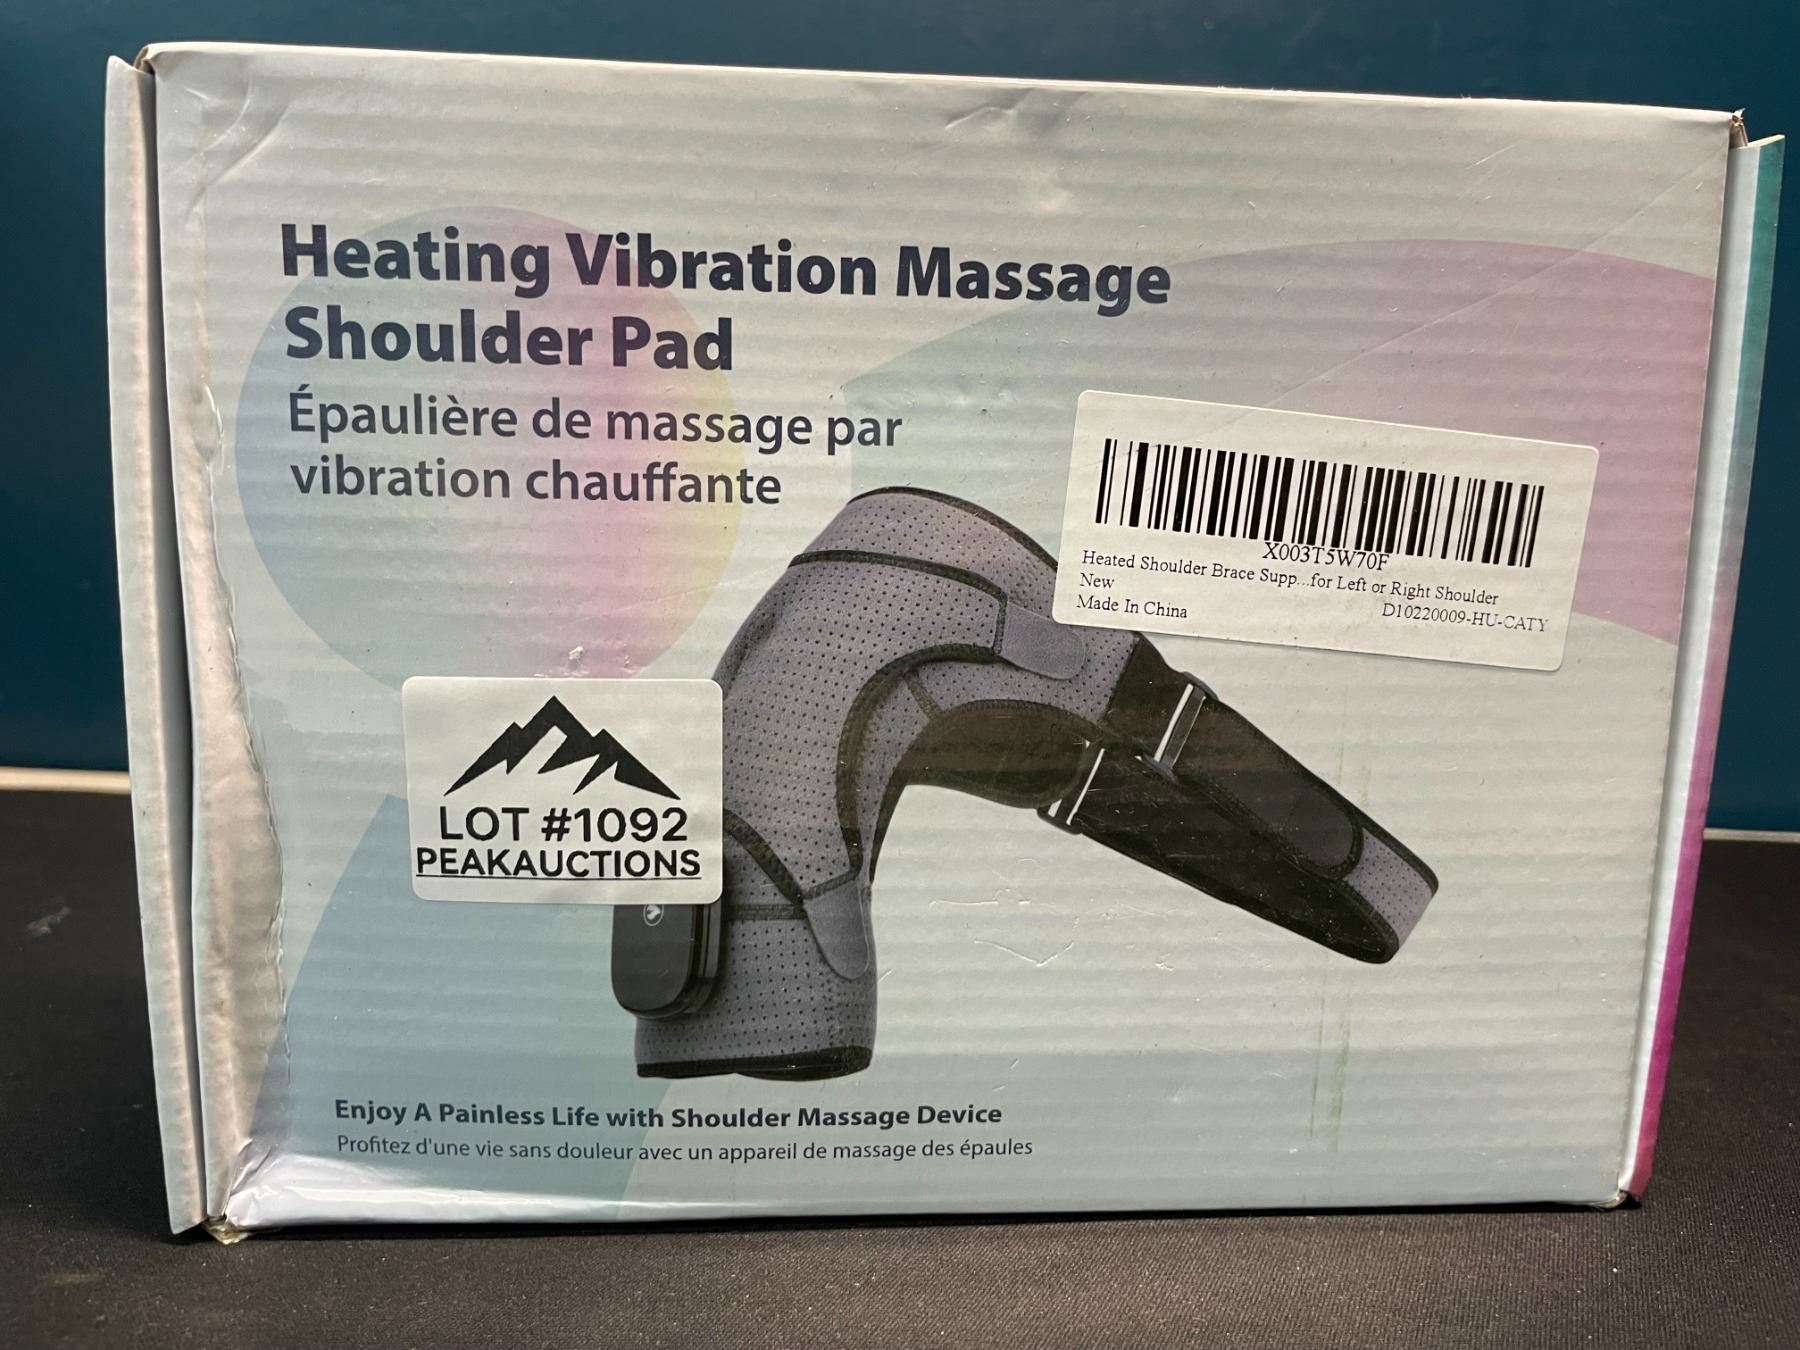 Heating Vibration Massage
Shoulder Pad
Épaulière de massage par
vibration chauffante
X003T5W70F
Heated Shoulder Brace Supp...for Left or Right Shoulder
New
Made In China D10220009-HU-CATY
LOT #1092
PEAKAUCTIONS
Enjoy A Painless Life with Shoulder Massage Device
Profitez d'une vie sans douleur avec un appareil de massage des épaules